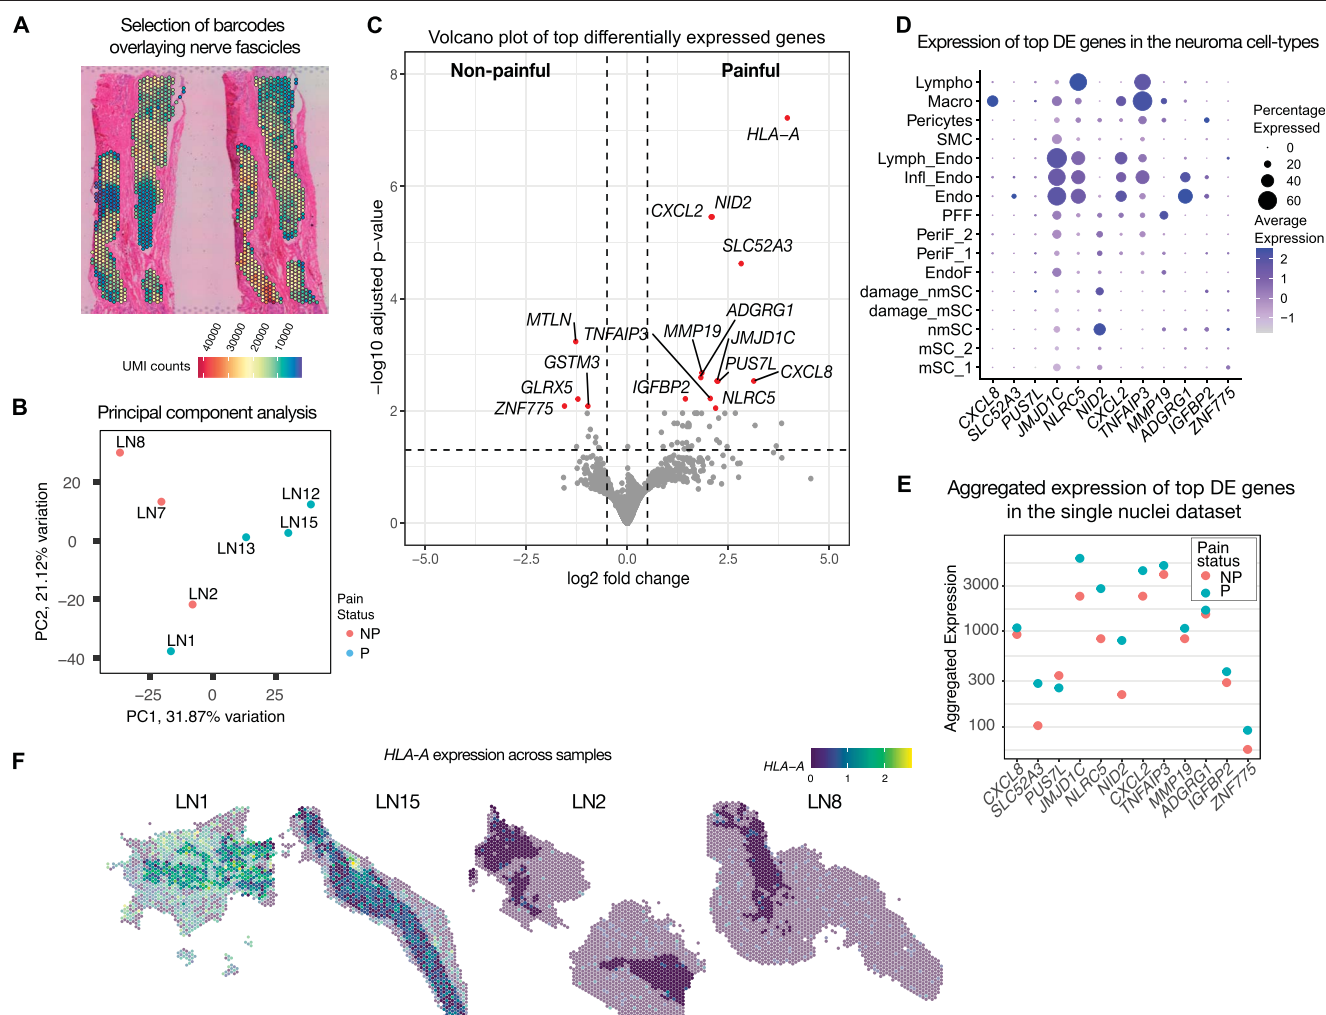 A
Selection of barcodes
overlaying nerve fascicles
40000
30000
20000
10000
UMI counts
B
Principal component analysis
LN8
LN7
LN12
LN15
LN13
LN2
LN1
20
0
−20
−40
−25
0
25
PC2, 21.12% variation
PC1, 31.87% variation
Pain
Status
NP
P
C
Volcano plot of top differentially expressed genes
Non-painful
Painful
HLA−A
CXCL2
NID2
SLC52A3
MTLN
TNFAIP3
MMP19
ADGRG1
JMJD1C
GSTM3
PUS7L
CXCL8
GLRX5
IGFBP2
NLRC5
ZNF775
8
6
4
2
0
−5.0
−2.5
0.0
2.5
5.0
−log10 adjusted p−value
log2 fold change
D
Expression of top DE genes in the neuroma cell-types
Lympho
Macro
Pericytes
SMC
Lymph_Endo
Infl_Endo
Endo
PFF
PeriF_2
PeriF_1
EndoF
damage_nmSC
damage_mSC
nmSC
mSC_2
mSC_1
CXCL8
SLC52A3
PUS7L
JMJD1C
NLRC5
NID2
CXCL2
TNFAIP3
MMP19
ADGRG1
IGFBP2
ZNF775
Percentage
Expressed
0
20
40
60
Average
Expression
2
1
0
−1
E
Aggregated expression of top DE genes
in the single nuclei dataset
Pain
status
NP
P
3000
1000
300
100
Aggregated Expression
CXCL8
SLC52A3
PUS7L
JMJD1C
NLRC5
NID2
CXCL2
TNFAIP3
MMP19
ADGRG1
IGFBP2
ZNF775
F
HLA-A expression across samples
HLA−A
0
1
2
LN1
LN15
LN2
LN8